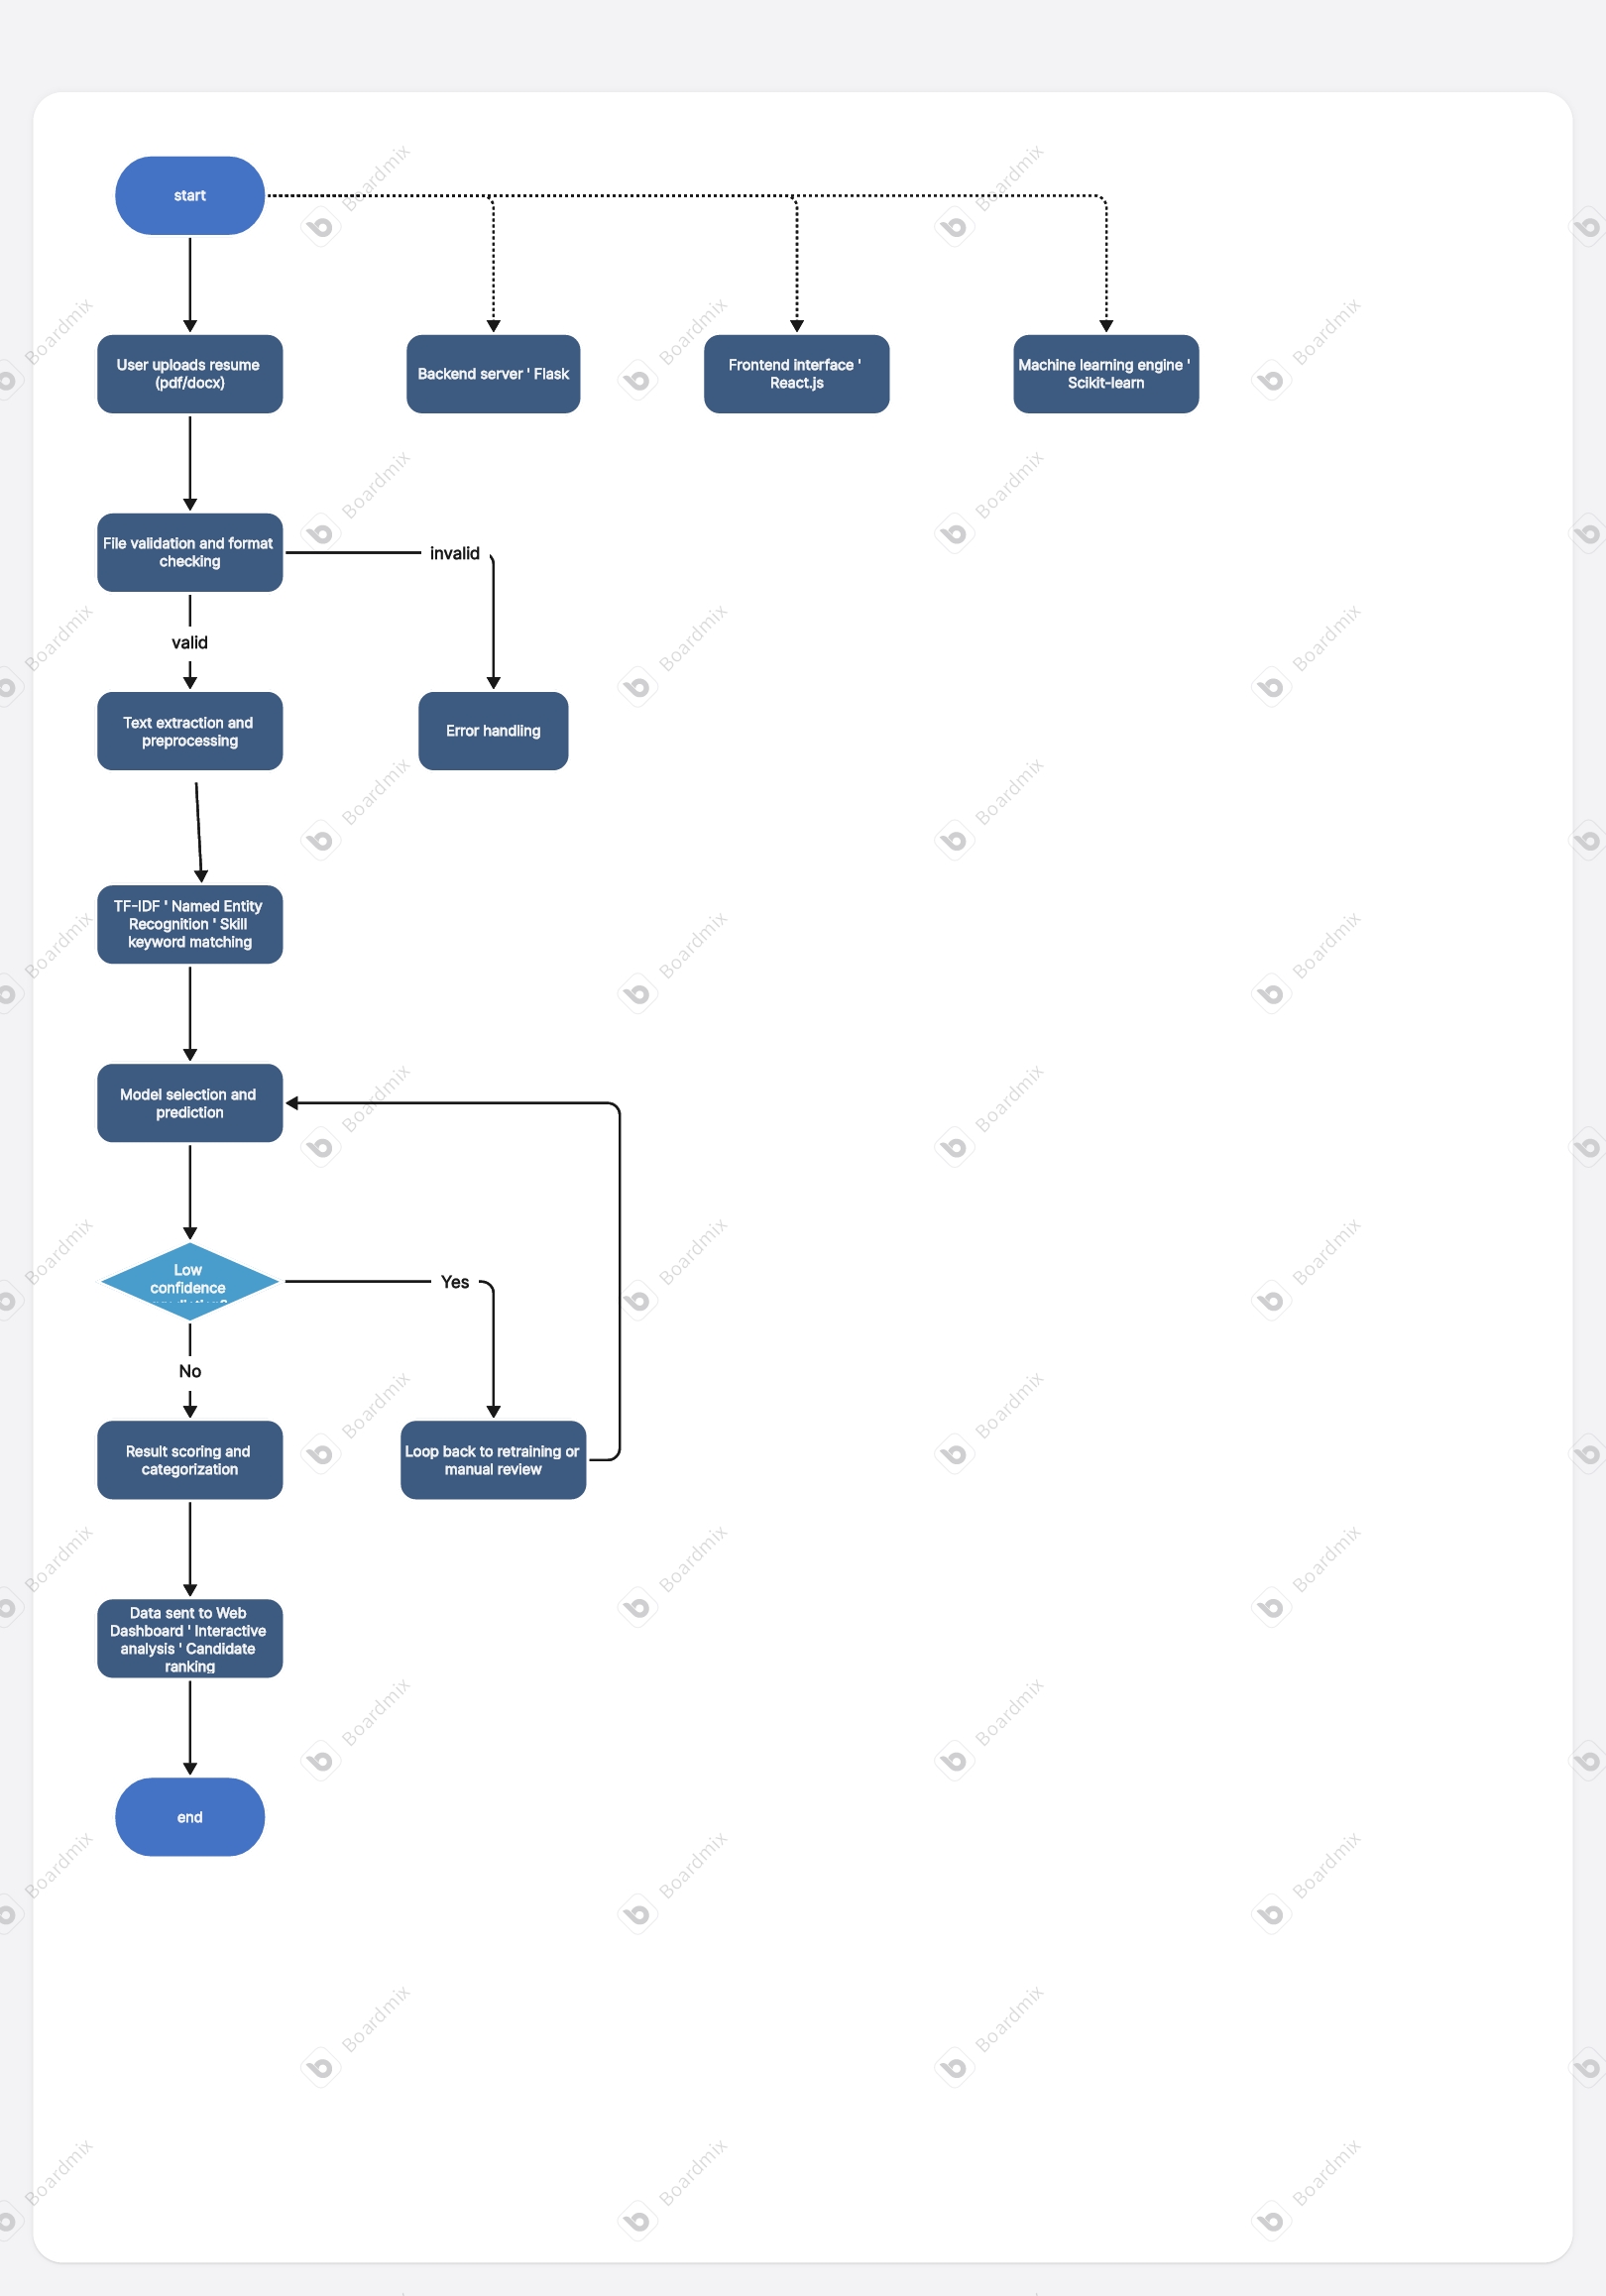 start
User uploads resume
(pdf/docx)
Backend server ' Flask
Frontend interface '
React.js
Machine learning engine '
Scikit-learn
File validation and format
checking
invalid
valid
Text extraction and
preprocessing
Error handling
TF-IDF ' Named Entity
Recognition ' Skill
keyword matching
Model selection and
prediction
Low
confidence
Yes
No
Result scoring and
categorization
Loop back to retraining or
manual review
Data sent to Web
Dashboard ' Interactive
analysis ' Candidate
ranking
end
Boardmix